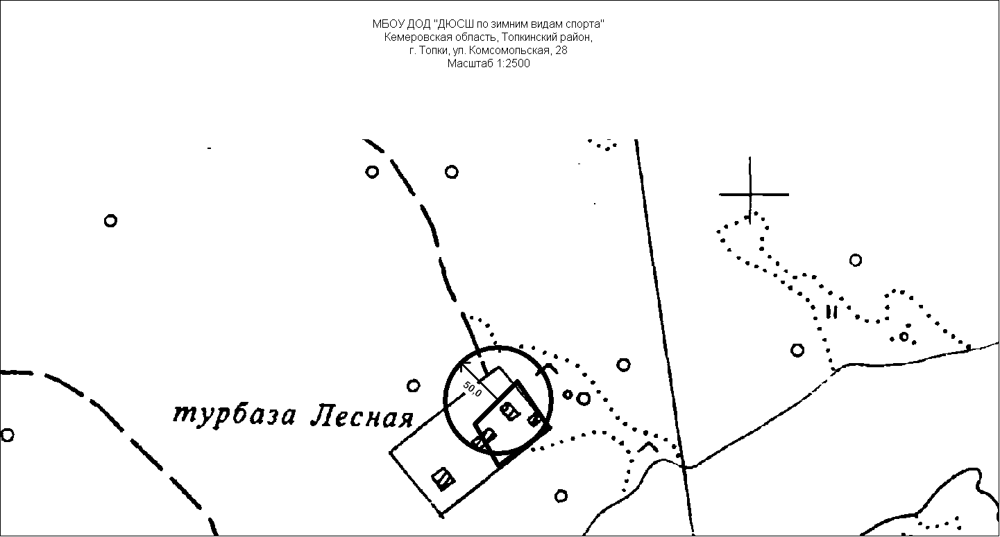 МБОУ ДОД "ДЮСШ по зимним видам спорта"
Кемеровская область, Топкинский район,
г. Топки, ул. Комсомольская, 28
Масштаб 1:2500
50,0
турбаза Лесная